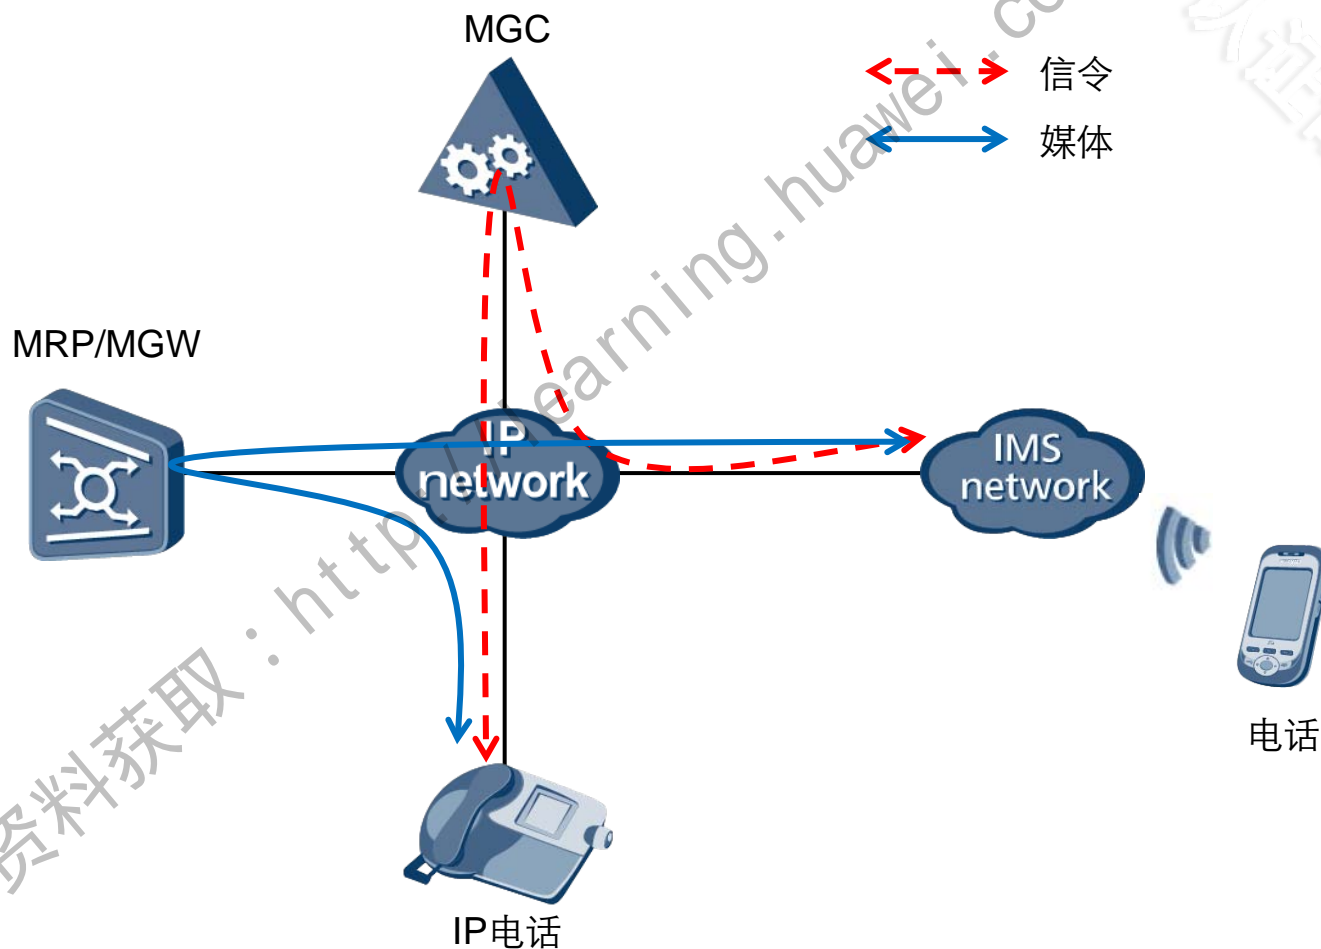 MGC
信令
媒体
MRP/MGW
IP
network
IMS
network
电话
IP电话
资料获取：http://learning.huawei.co